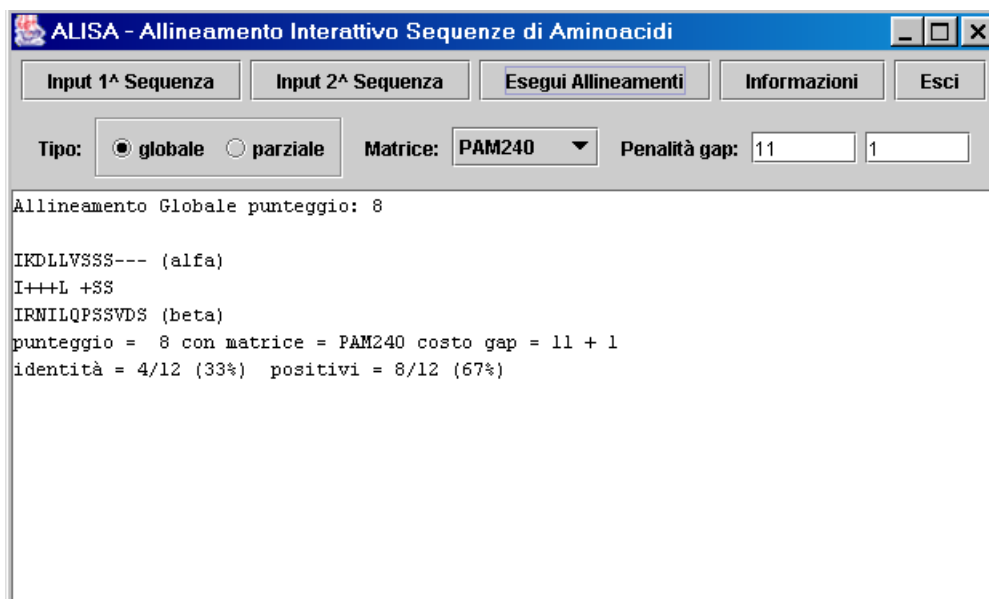 ALISA - Allineamento Interattivo Sequenze di Aminoacidi
Input 1^ Sequenza Input 2^ Sequenza Esegui Allineamenti Informazioni Esci
Tipo: globale parziale Matrice: PAM240 Penalità gap: 11 1
Allineamento Globale punteggio: 8
IKDLLVSSS--- (alfa)
I+++L +SS
IRNILQPSSVDS (beta)
punteggio =  8 con matrice = PAM240 costo gap = 11 + 1
identità = 4/12 (33%)  positivi = 8/12 (67%)